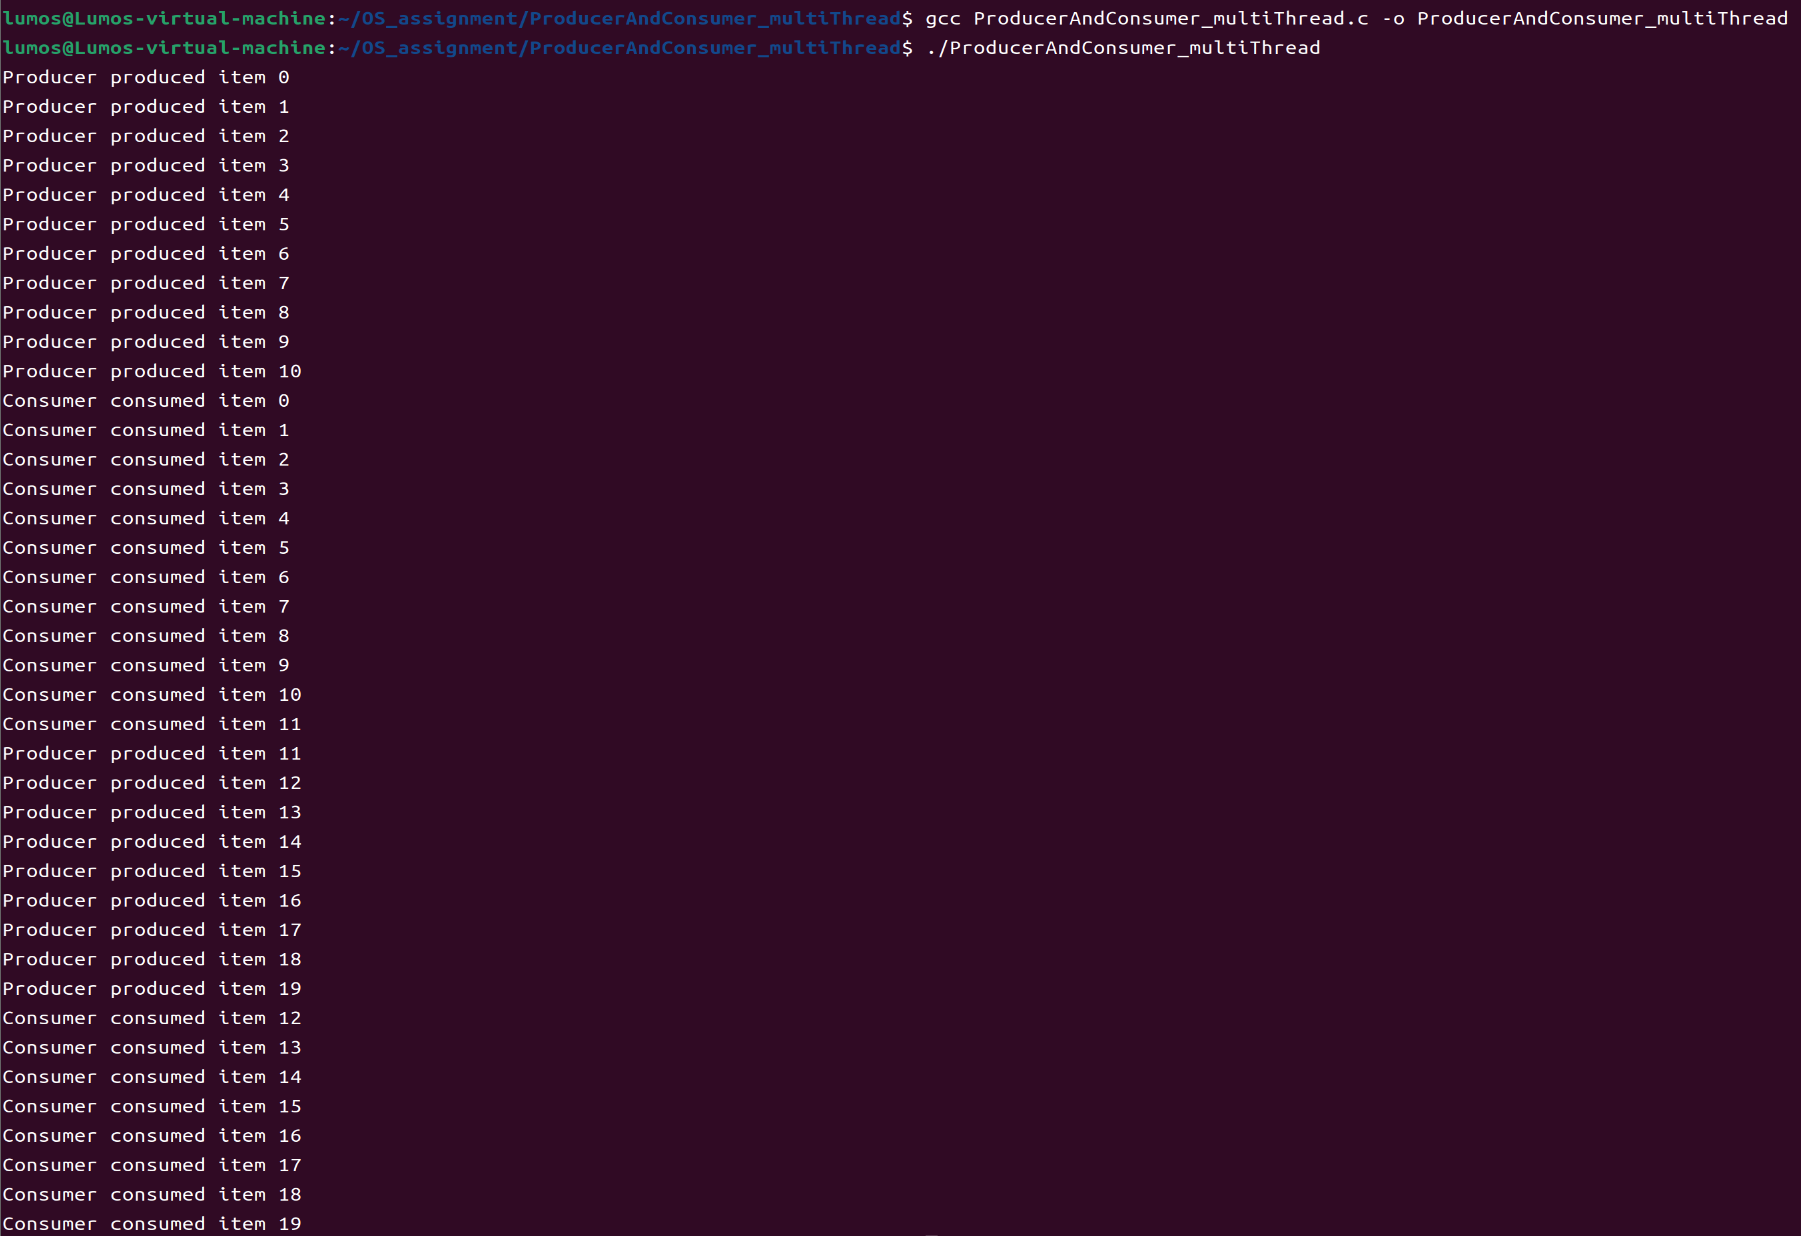 lumos@Lumos-virtual-machine:~/OS_assignment/ProducerAndConsumer_multiThread$ gcc ProducerAndConsumer_multiThread.c -o ProducerAndConsumer_multiThread
lumos@Lumos-virtual-machine:~/OS_assignment/ProducerAndConsumer_multiThread$ ./ProducerAndConsumer_multiThread
Producer produced item 0
Producer produced item 1
Producer produced item 2
Producer produced item 3
Producer produced item 4
Producer produced item 5
Producer produced item 6
Producer produced item 7
Producer produced item 8
Producer produced item 9
Producer produced item 10
Consumer consumed item 0
Consumer consumed item 1
Consumer consumed item 2
Consumer consumed item 3
Consumer consumed item 4
Consumer consumed item 5
Consumer consumed item 6
Consumer consumed item 7
Consumer consumed item 8
Consumer consumed item 9
Consumer consumed item 10
Consumer consumed item 11
Producer produced item 11
Producer produced item 12
Producer produced item 13
Producer produced item 14
Producer produced item 15
Producer produced item 16
Producer produced item 17
Producer produced item 18
Producer produced item 19
Consumer consumed item 12
Consumer consumed item 13
Consumer consumed item 14
Consumer consumed item 15
Consumer consumed item 16
Consumer consumed item 17
Consumer consumed item 18
Consumer consumed item 19